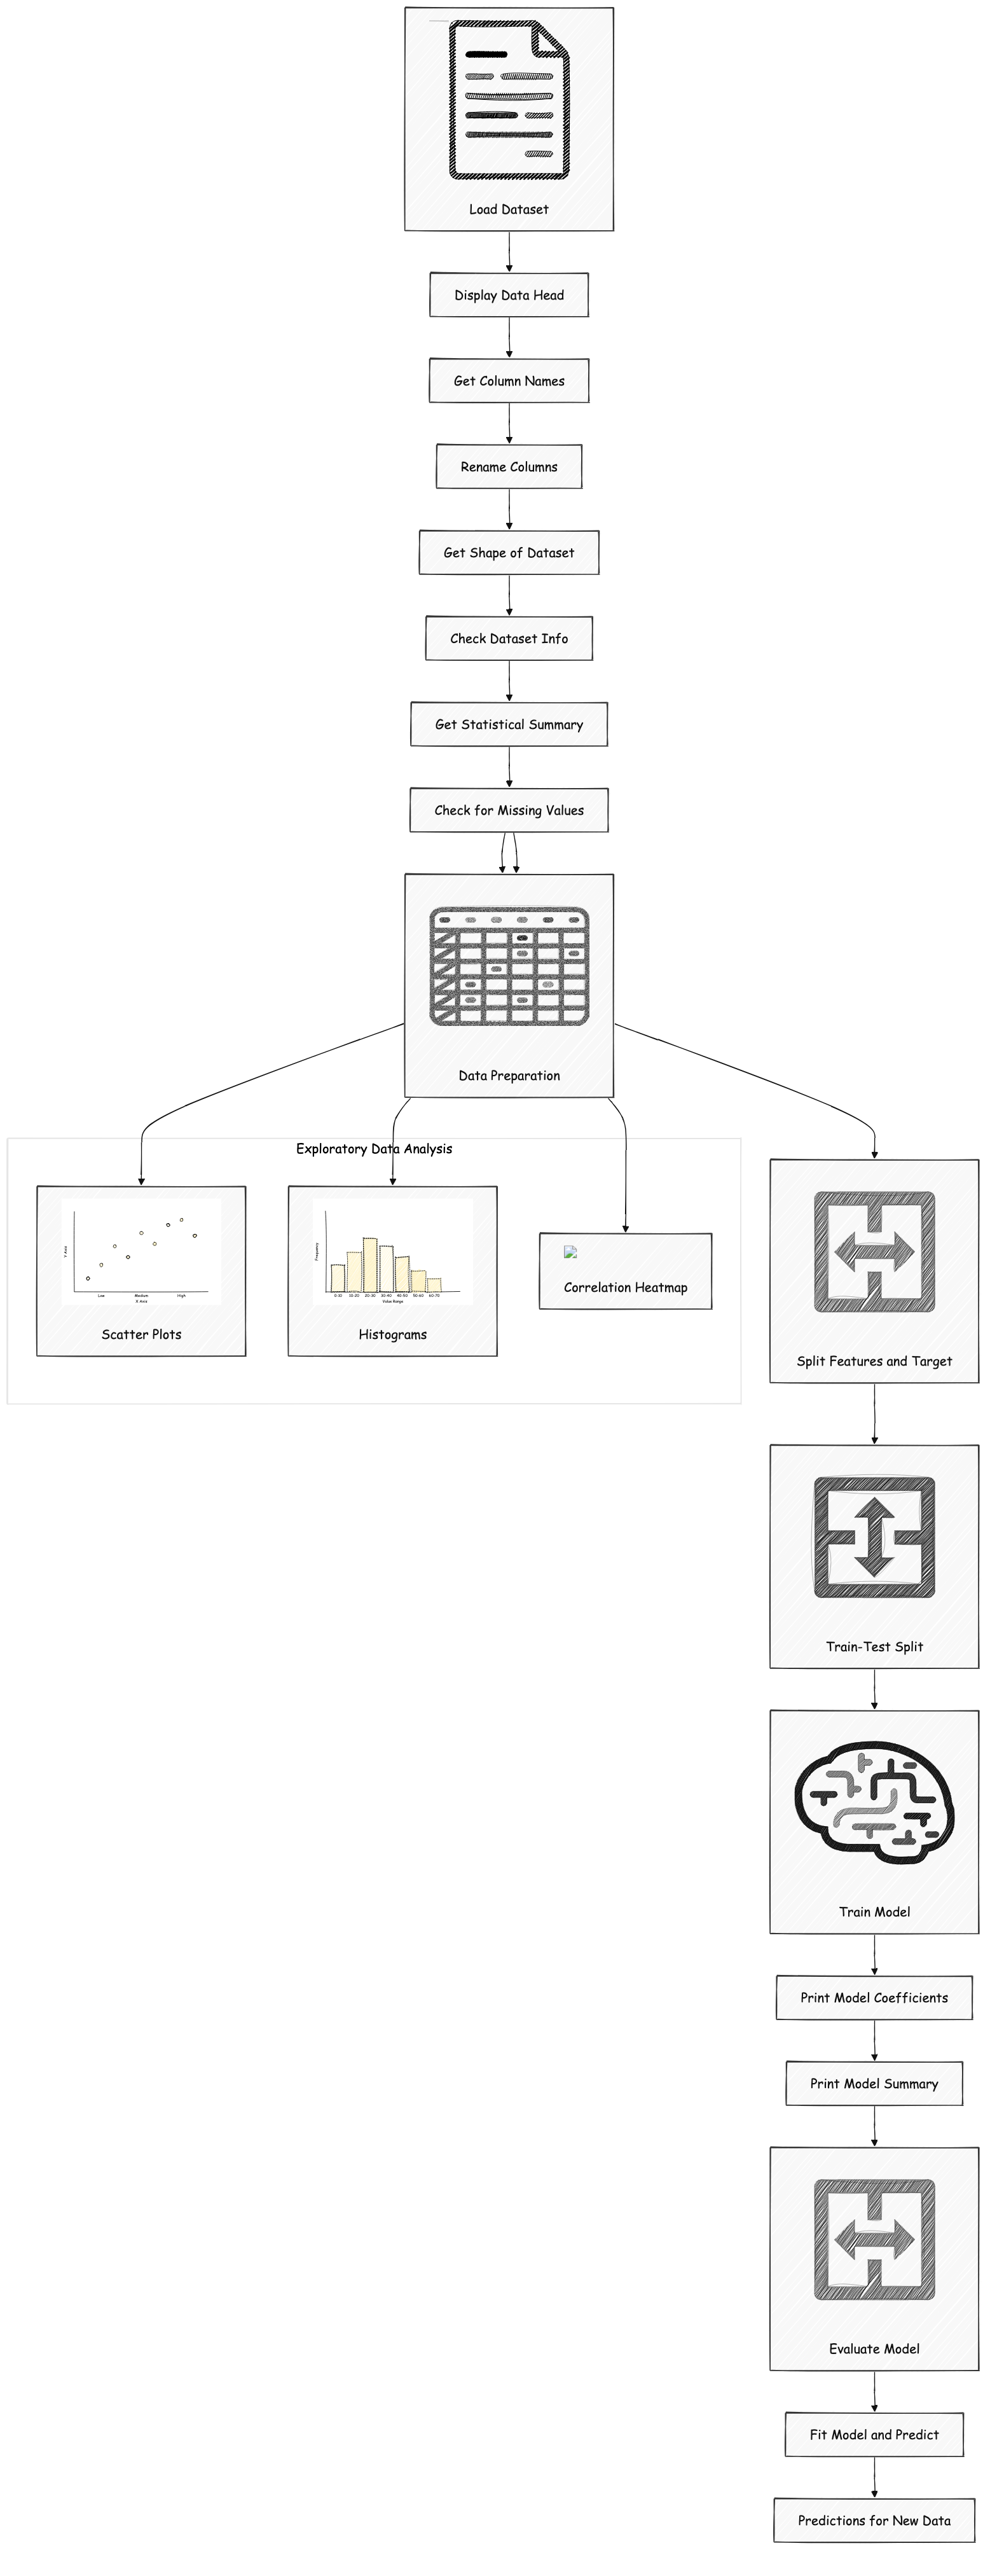 Load Dataset
Display Data Head
Get Column Names
Rename Columns
Get Shape of Dataset
Check Dataset Info
Get Statistical Summary
Check for Missing Values
Data Preparation
Exploratory Data Analysis
Y Axis
Low Medium High
X Axis
Scatter Plots
Frequency
0-10 10-20 20-30 30-40 40-50 50-60 60-70
Value Range
Histograms
Correlation Heatmap
Split Features and Target
Train-Test Split
Train Model
Print Model Coefficients
Print Model Summary
Evaluate Model
Fit Model and Predict
Predictions for New Data